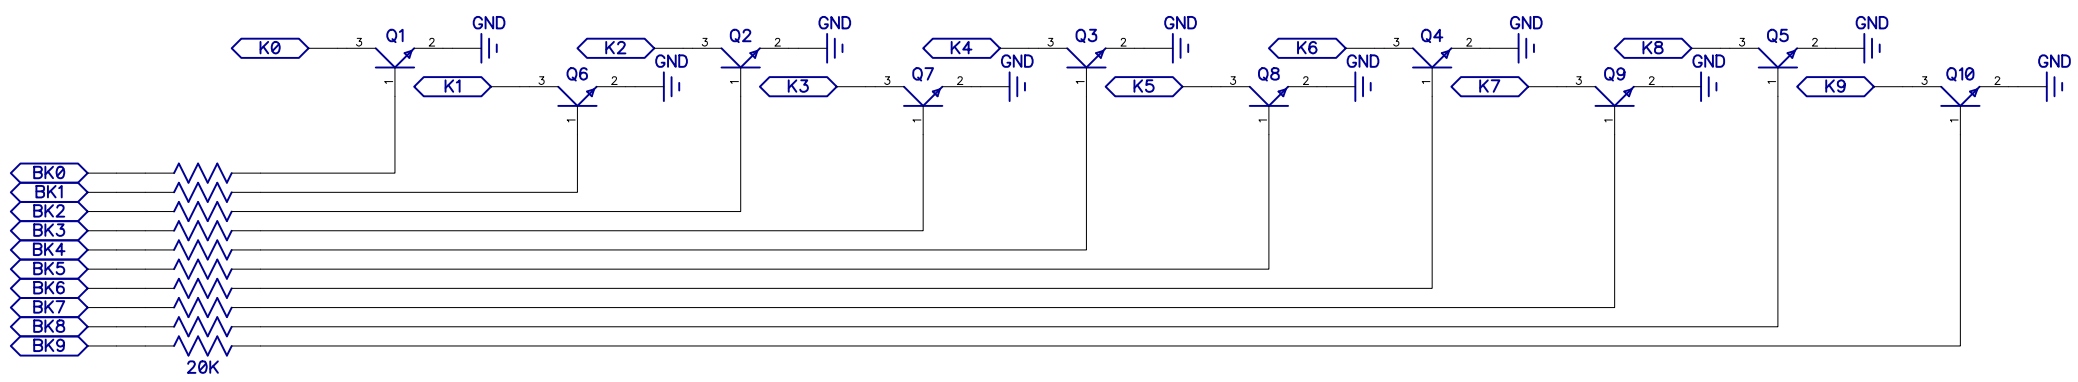 GND GND GND GND GND
K0 3 Q1 2 K2 3 Q2 2 K4 3 Q3 2 K6 3 Q4 2 K8 3 Q5 2
1 1 1 1 1
GND GND GND GND GND
K1 3 Q6 2 K3 3 Q7 2 K5 3 Q8 2 K7 3 Q9 2 K9 3 Q10 2
1 1 1 1 1
BK0
BK1
BK2
BK3
BK4
BK5
BK6
BK7
BK8
BK9
20K